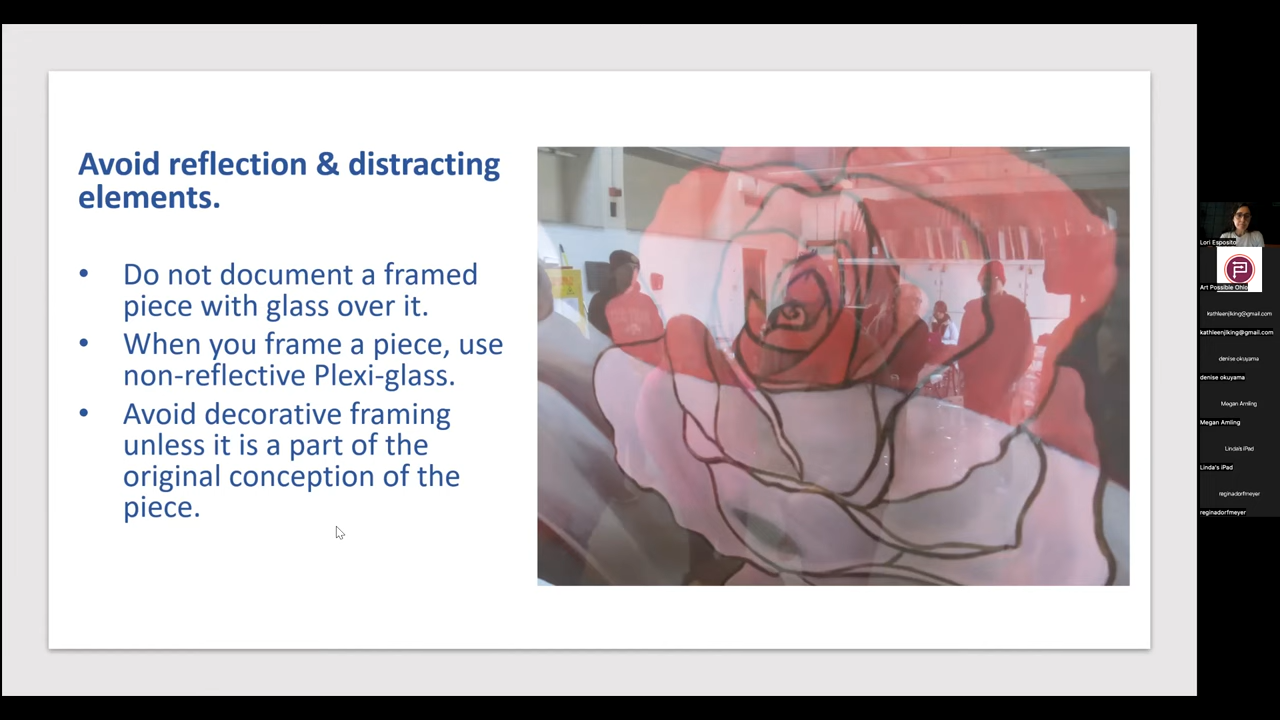 Avoid reflection & distracting
elements.
• Do not document a framed
piece with glass over it.
• When you frame a piece, use
non-reflective Plexi-glass.
• Avoid decorative framing
unless it is a part of the
original conception of the
piece.
Lori Esposito
Art Possible Ohio
kathleenjlking@gmail.com
kathleenjlking@gmail.com
denise okuyama
denise okuyama
Megan Amling
Megan Amling
Linda's iPad
Linda's iPad
reginadorfmeyer
reginadorfmeyer